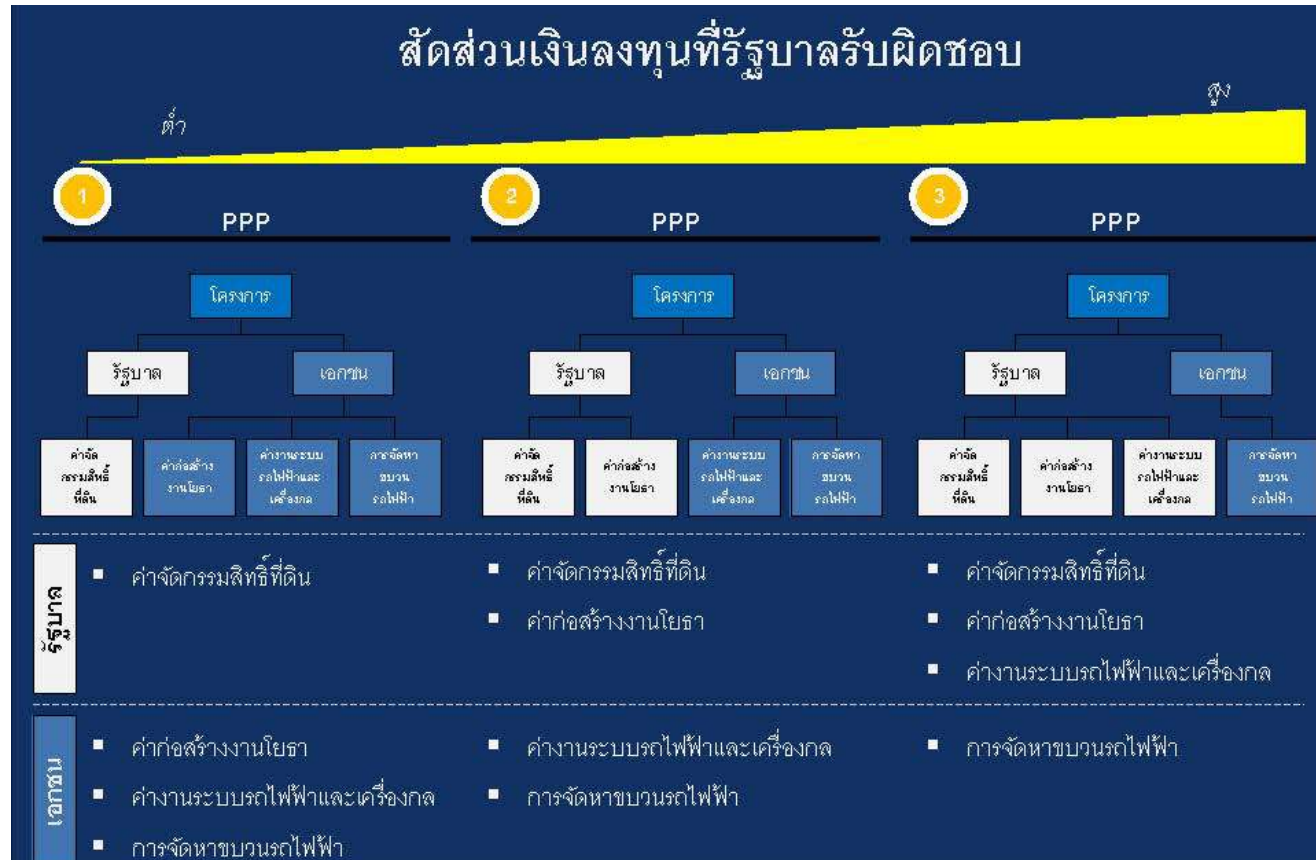 สัดส่วนเงินลงทุนที่รัฐบาลรับผิดชอบ
ต่ำ
สูง
1
PPP
2
PPP
3
PPP
โครงการ
โครงการ
โครงการ
รัฐบาล
เอกชน
รัฐบาล
เอกชน
รัฐบาล
เอกชน
ค่าจัด
กรรมสิทธิ์
ที่ดิน
ค่าก่อสร้าง
งานโยธา
ค่างานระบบ
รถไฟฟ้าและ
เครื่องกล
การจัดหา
ขบวน
รถไฟฟ้า
ค่าจัด
กรรมสิทธิ์
ที่ดิน
ค่าก่อสร้าง
งานโยธา
ค่างานระบบ
รถไฟฟ้าและ
เครื่องกล
การจัดหา
ขบวน
รถไฟฟ้า
ค่าจัด
กรรมสิทธิ์
ที่ดิน
ค่าก่อสร้าง
งานโยธา
ค่างานระบบ
รถไฟฟ้าและ
เครื่องกล
การจัดหา
ขบวน
รถไฟฟ้า
รัฐบาล
ค่าจัดกรรมสิทธิ์ที่ดิน
ค่าจัดกรรมสิทธิ์ที่ดิน
ค่าก่อสร้างงานโยธา
ค่าจัดกรรมสิทธิ์ที่ดิน
ค่าก่อสร้างงานโยธา
ค่างานระบบรถไฟฟ้าและเครื่องกล
เอกชน
ค่าก่อสร้างงานโยธา
ค่างานระบบรถไฟฟ้าและเครื่องกล
การจัดหาขบวนรถไฟฟ้า
ค่างานระบบรถไฟฟ้าและเครื่องกล
การจัดหาขบวนรถไฟฟ้า
การจัดหาขบวนรถไฟฟ้า